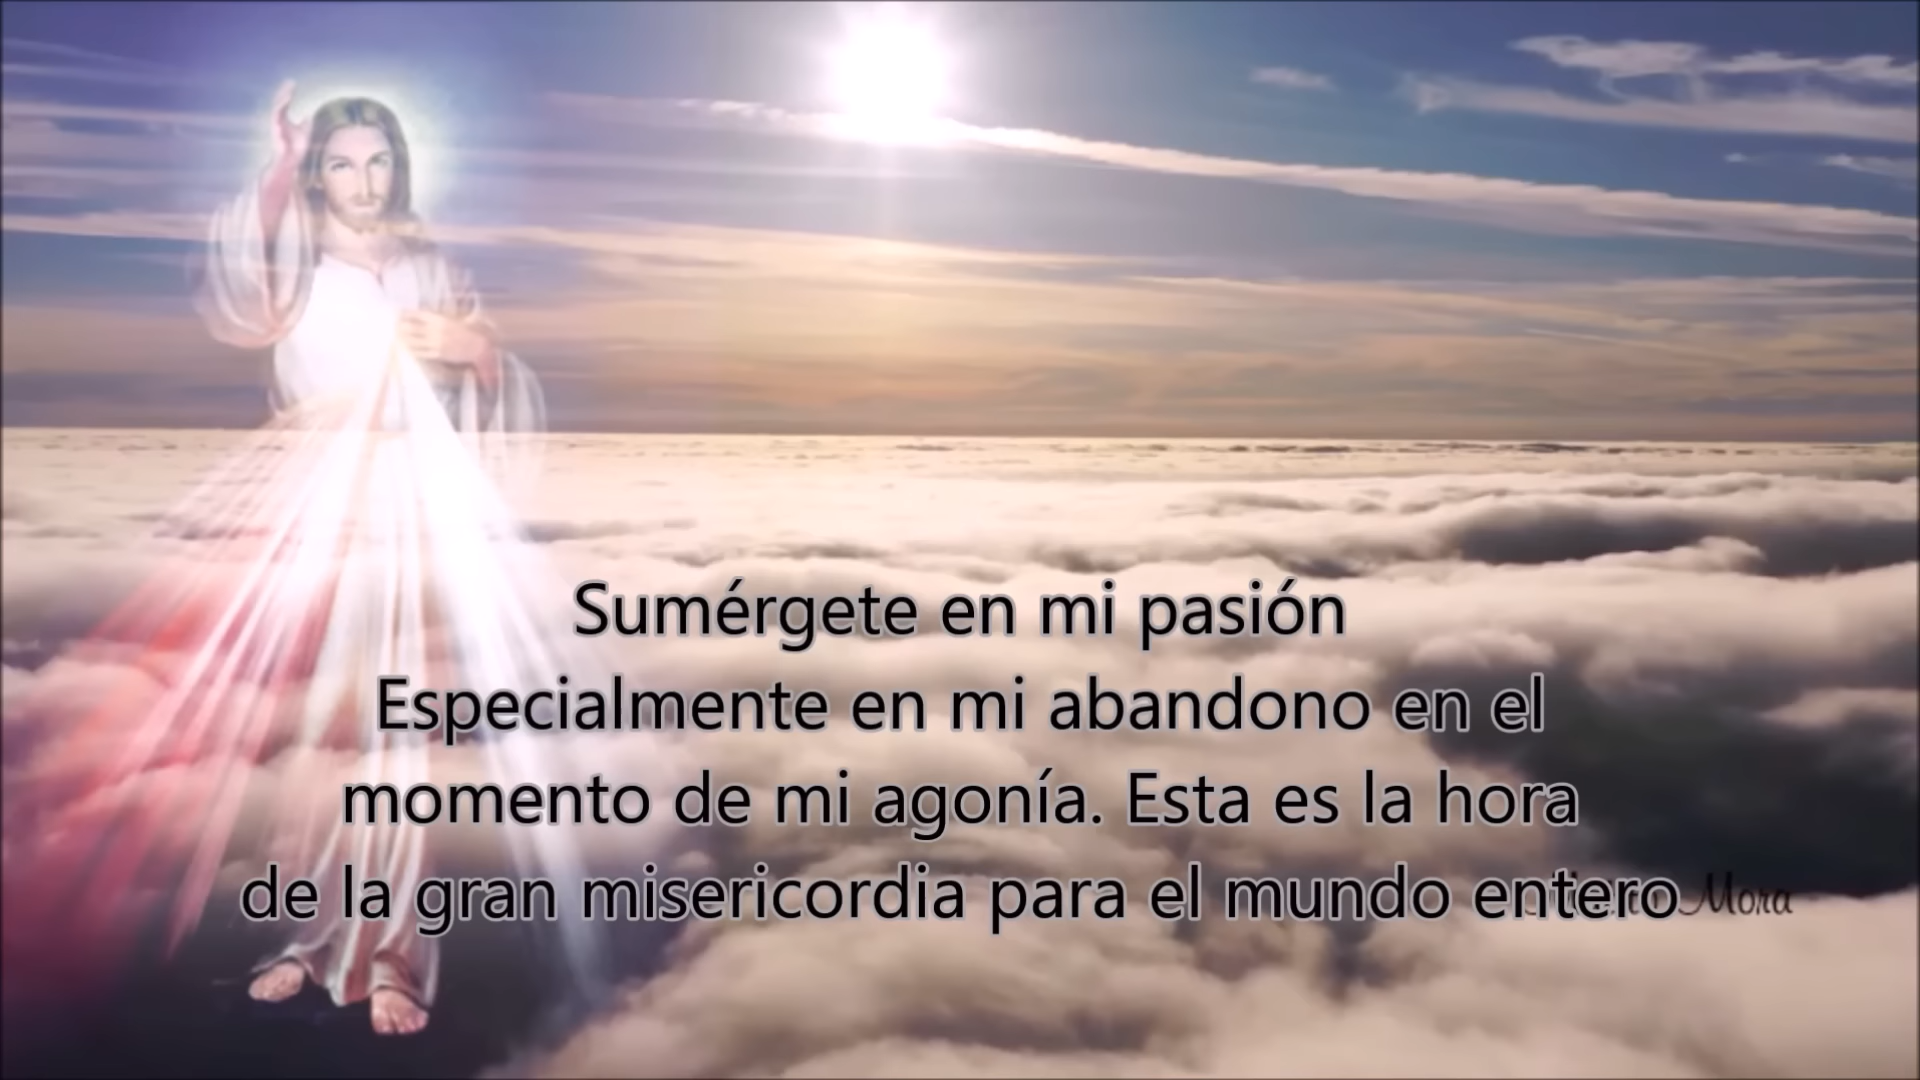 Sumérgete en mi pasión
Especialmente en mi abandono en el
momento de mi agonía. Esta es la hora
de la gran misericordia para el mundo entero
Mora